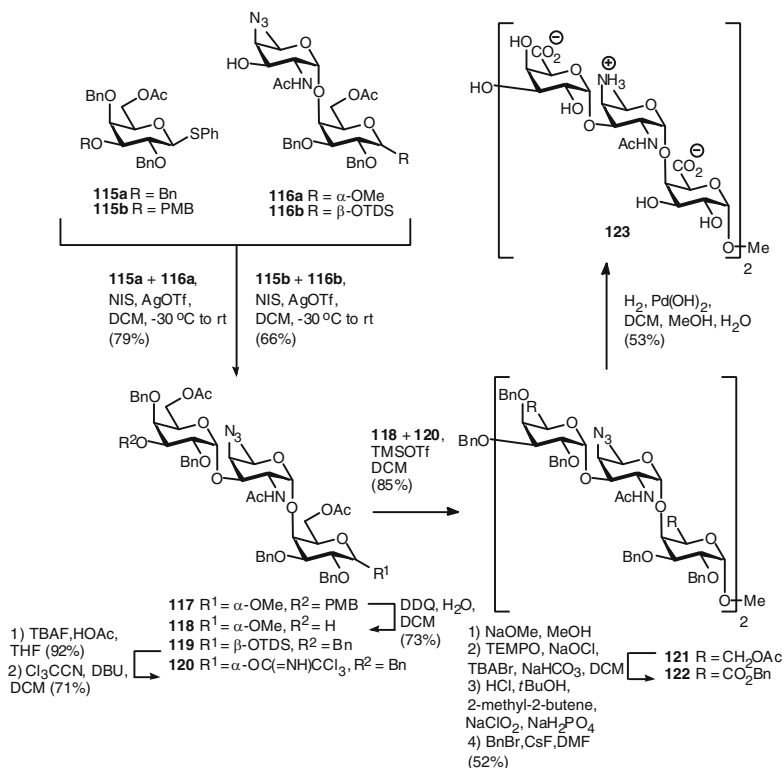 N3
HO
AcHN
O
O
OAc
O
BnO
BnO
R
BnO
OAc
O
SPh
RO
BnO
115a R = Bn
115b R = PMB
116a R = α-OMe
116b R = β-OTDS
115a + 116a,
NIS, AgOTf,
DCM, -30 °C to rt
(79%)
115b + 116b,
NIS, AgOTf,
DCM, -30 °C to rt
(66%)
HO
CO2
⊖
O
HO
HO
O
⊕
NH3
O
AcHN
O
CO2
⊖
O
HO
HO
O
Me
2
123
H2, Pd(OH)2,
DCM, MeOH, H2O
(53%)
OBn
OAc
O
R2O
BnO
O
N3
O
AcHN
O
OAc
O
BnO
BnO
R1
118 + 120,
TMSOTf
DCM
(85%)
BnO
R
O
BnO
BnO
O
N3
O
AcHN
O
R
O
BnO
BnO
O
Me
2
117 R1 = α-OMe, R2 = PMB
118 R1 = α-OMe, R2 = H
119 R1 = β-OTDS, R2 = Bn
120 R1 = α-OC(=NH)CCl3, R2 = Bn
DDQ, H2O,
DCM
(73%)
1) TBAF, HOAc,
THF (92%)
2) Cl3CCN, DBU,
DCM (71%)
1) NaOMe, MeOH
2) TEMPO, NaOCl,
TBABr, NaHCO3, DCM
3) HCl, tBuOH,
2-methyl-2-butene,
NaClO2, NaH2PO4
4) BnBr, CsF, DMF
(52%)
121 R = CH2OAc
122 R = CO2Bn